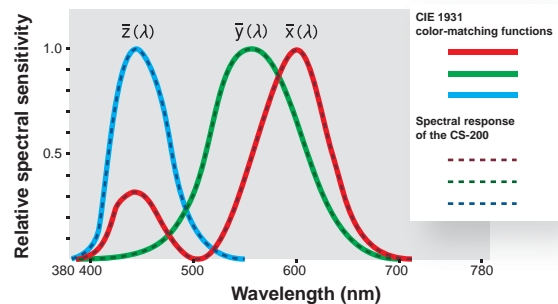 z̄(λ) ȳ(λ) x̄(λ)
1.0
0.5
Relative spectral sensitivity
380 400 500 600 700 780
Wavelength (nm)
CIE 1931
color-matching functions
Spectral response
of the CS-200